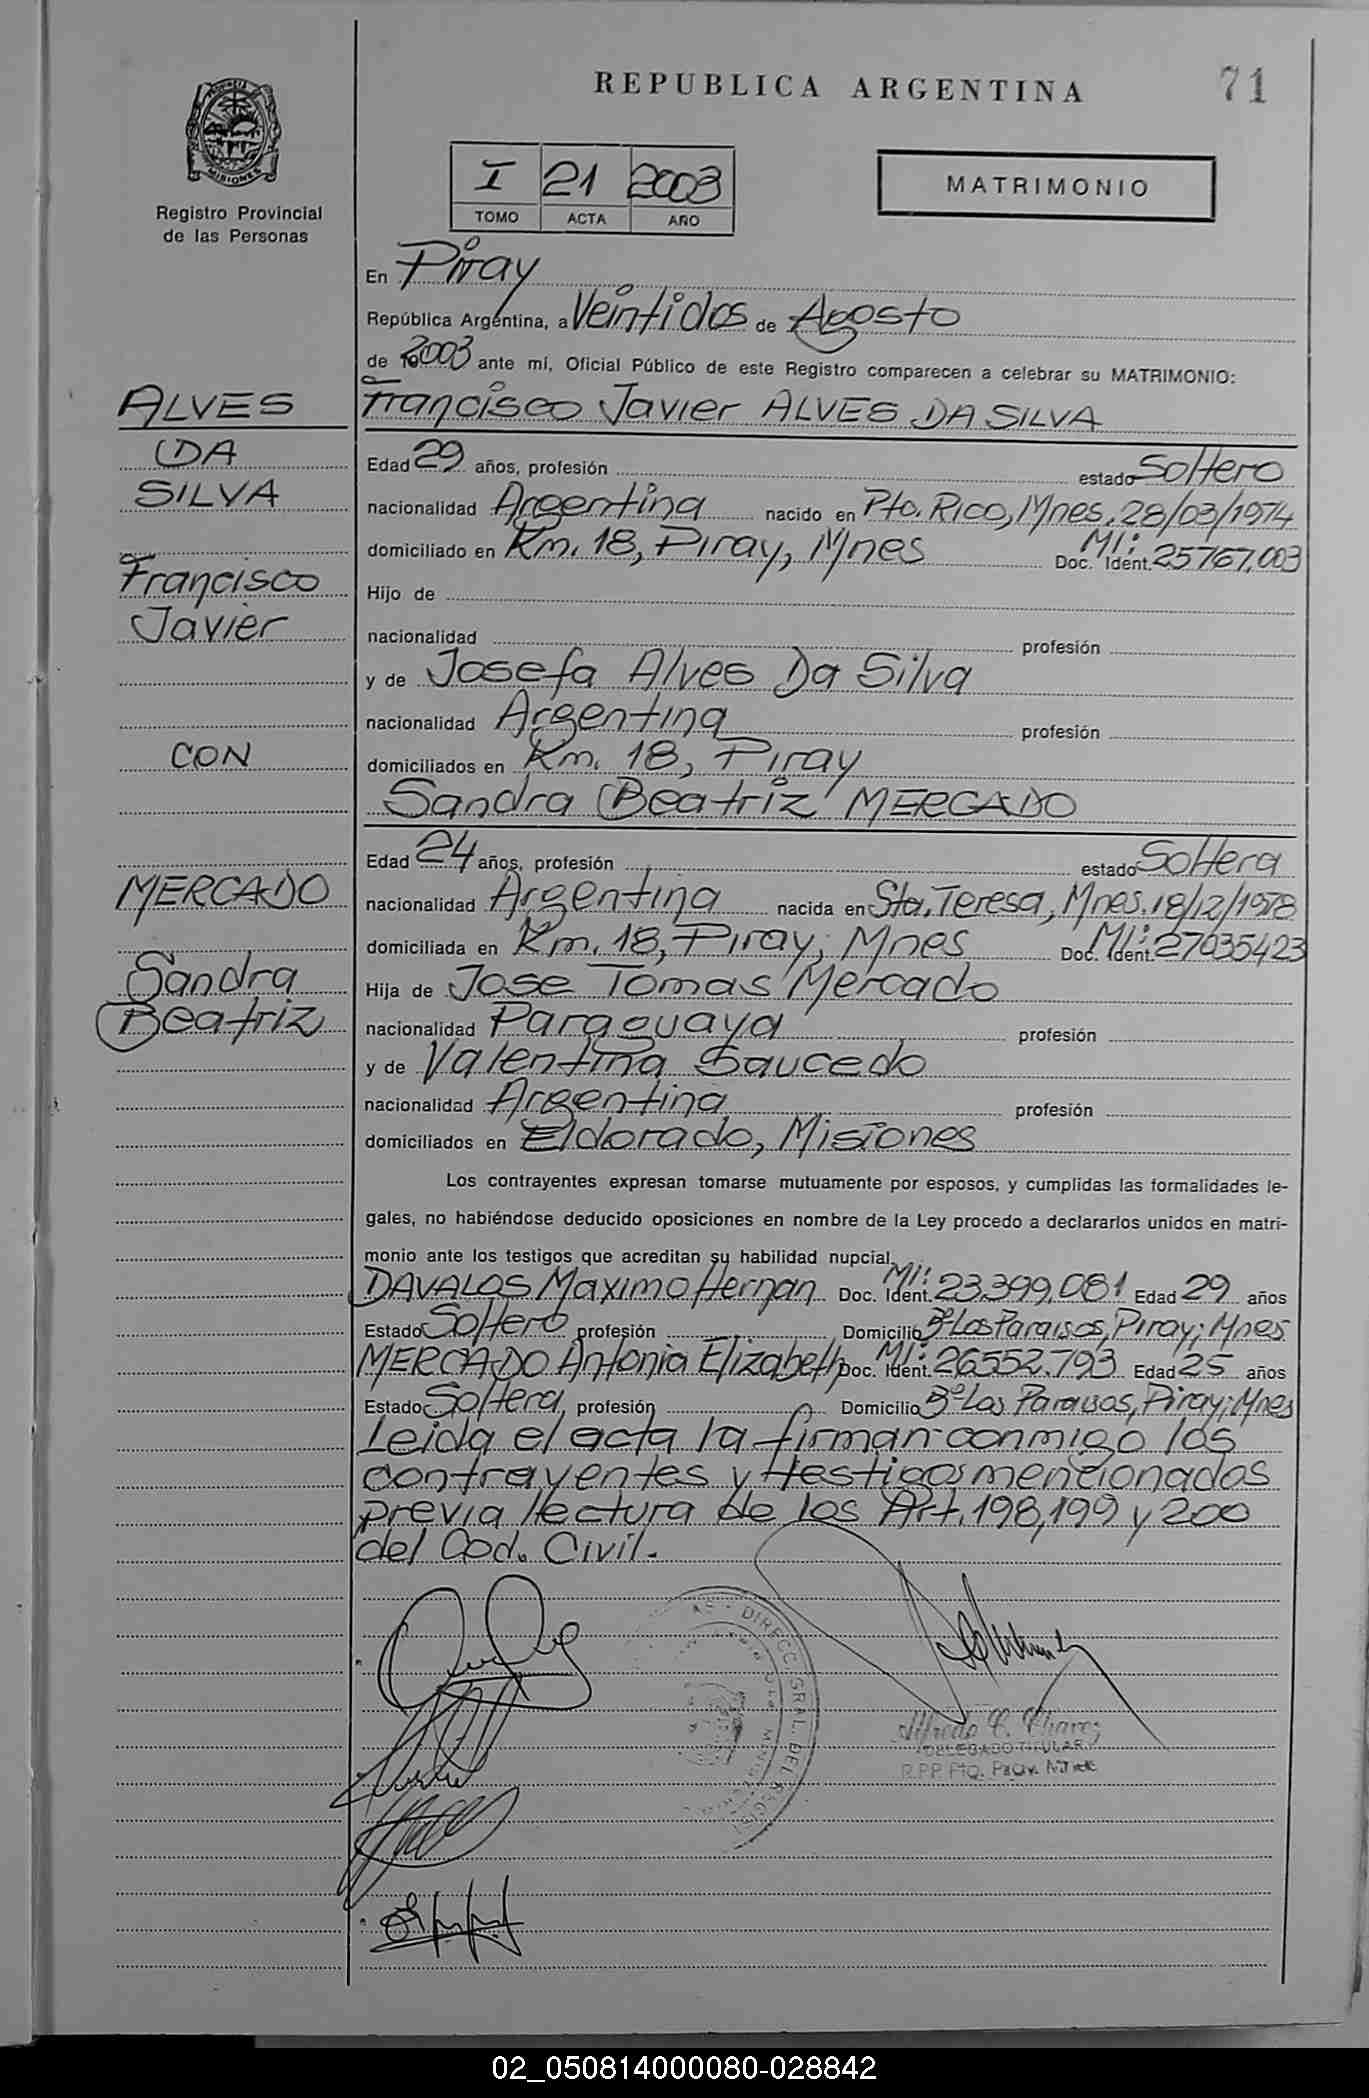 REPUBLICA ARGENTINA
71
MISIONES
Registro Provincial
de las Personas
I 21 2003
TOMO ACTA AÑO
MATRIMONIO
En Piray
República Argentina, a Veintidos de Agosto
de 2003 ante mí, Oficial Público de este Registro comparecen a celebrar su MATRIMONIO:
ALVES
DA
SILVA
Francisco
Javier
CON
MERCADO
Sandra
Beatriz
Francisco Javier ALVES DA SILVA
Edad 29 años, profesión estado Soltero
nacionalidad Argentina nacido en Pto. Rico, Mnes. 28/03/1974
domiciliado en Km. 18, Piray, Mnes Doc. Ident. MI: 25767.003
Hijo de
nacionalidad profesión
y de Josefa Alves Da Silva
nacionalidad Argentina profesión
domiciliados en Km. 18, Piray
Sandra Beatriz MERCADO
Edad 24 años, profesión estado Soltera
nacionalidad Argentina nacida en Sta. Teresa, Mnes. 18/12/1978
domiciliada en Km. 18, Piray, Mnes Doc. Ident. MI: 27035423
Hija de Jose Tomas Mercado
nacionalidad Paraguaya profesión
y de Valentina Saucedo
nacionalidad Argentina profesión
domiciliados en Eldorado, Misiones
Los contrayentes expresan tomarse mutuamente por esposos, y cumplidas las formalidades le-
gales, no habiéndose deducido oposiciones en nombre de la Ley procedo a declararlos unidos en matri-
monio ante los testigos que acreditan su habilidad nupcial.
DAVALOS Maximo Hernan Doc. Ident. MI: 23.399.081 Edad 29 años
Estado Soltero profesión Domicilio Bº Los Paraisos, Piray; Mnes
MERCADO Antonia Elizabeth Doc. Ident. MI: 26552.793 Edad 25 años
Estado Soltera profesión Domicilio Bº Los Paraisos, Piray; Mnes
Leida el acta la firman conmigo los
contrayentes y testigos mencionados
previa lectura de los Art. 198, 199 y 200
del Cod. Civil.
DIRECC. GRAL. DEL REGIST
Alfredo C. Chavez
DELEGADO TITULAR
02_050814000080-028842